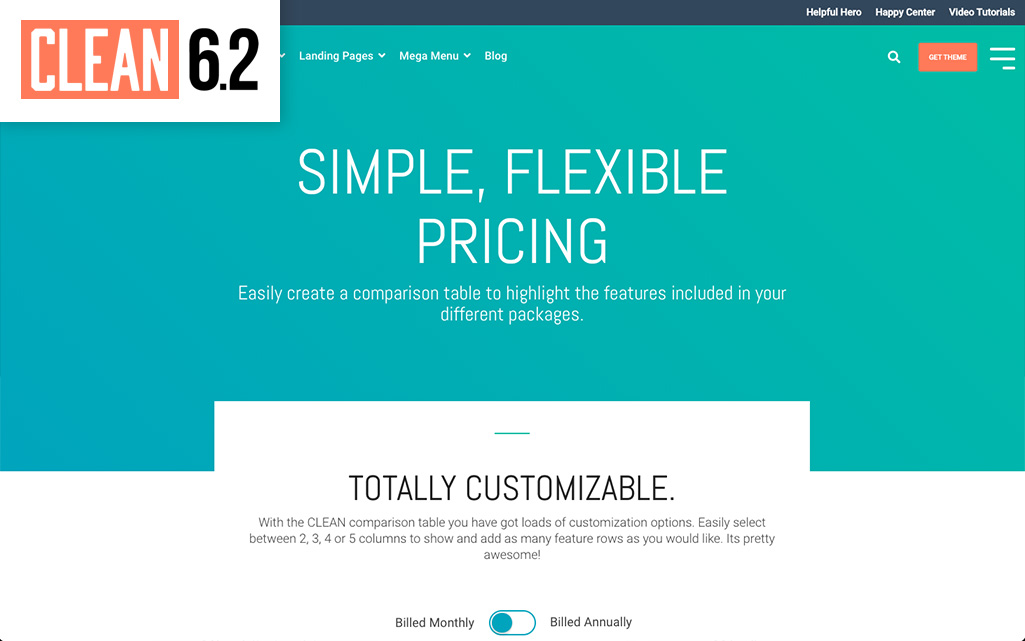 Helpful Hero Happy Center Video Tutorials
CLEAN 6.2
Landing Pages Mega Menu Blog
GET THEME
SIMPLE, FLEXIBLE
PRICING
Easily create a comparison table to highlight the features included in your
different packages.
TOTALLY CUSTOMIZABLE.
With the CLEAN comparison table you have got loads of customization options. Easily select
between 2, 3, 4 or 5 columns to show and add as many feature rows as you would like. Its pretty
awesome!
Billed Monthly Billed Annually